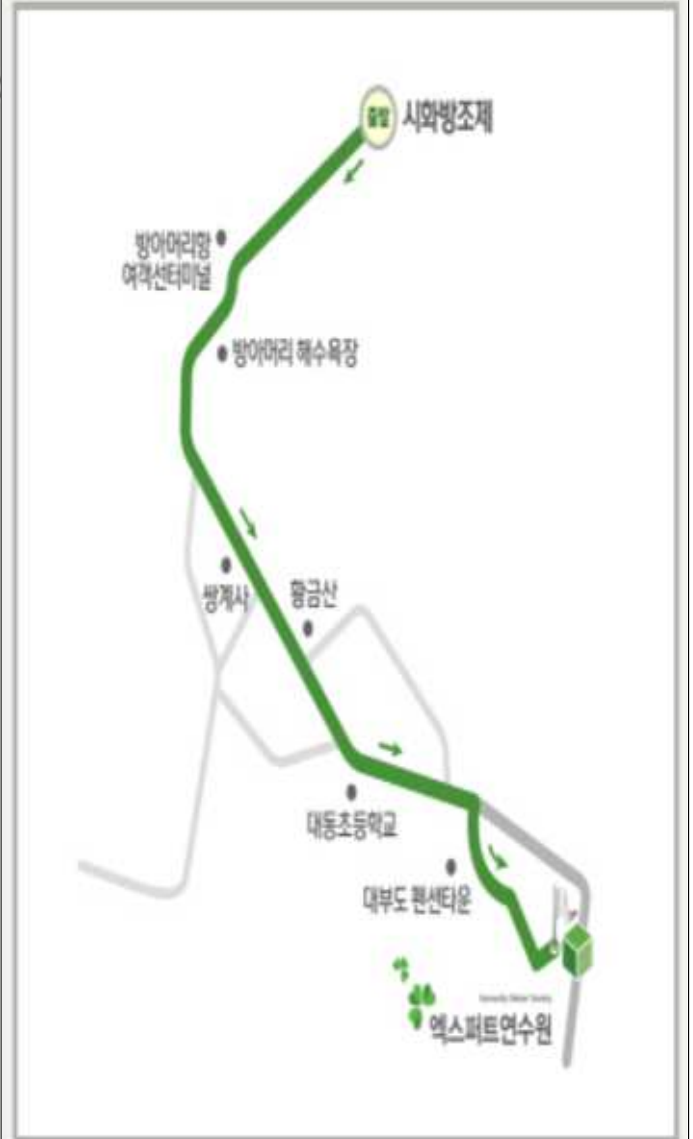 출발
시화방조제
방아머리항
여객선터미널
방아머리 해수욕장
쌍계사
황금산
대동초등학교
대부도 펜션타운
엑스퍼트연수원